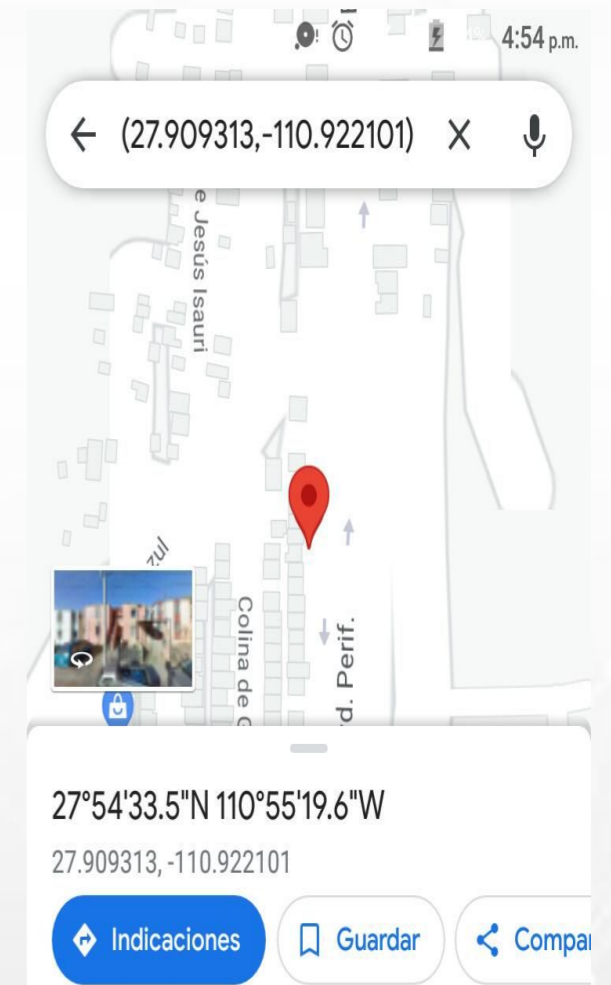 4:54 p.m.
(27.909313,-110.922101)
e Jesús Isauri
zul
Colina de
rd. Perif.
27°54'33.5"N 110°55'19.6"W
27.909313, -110.922101
Indicaciones
Guardar
Compar